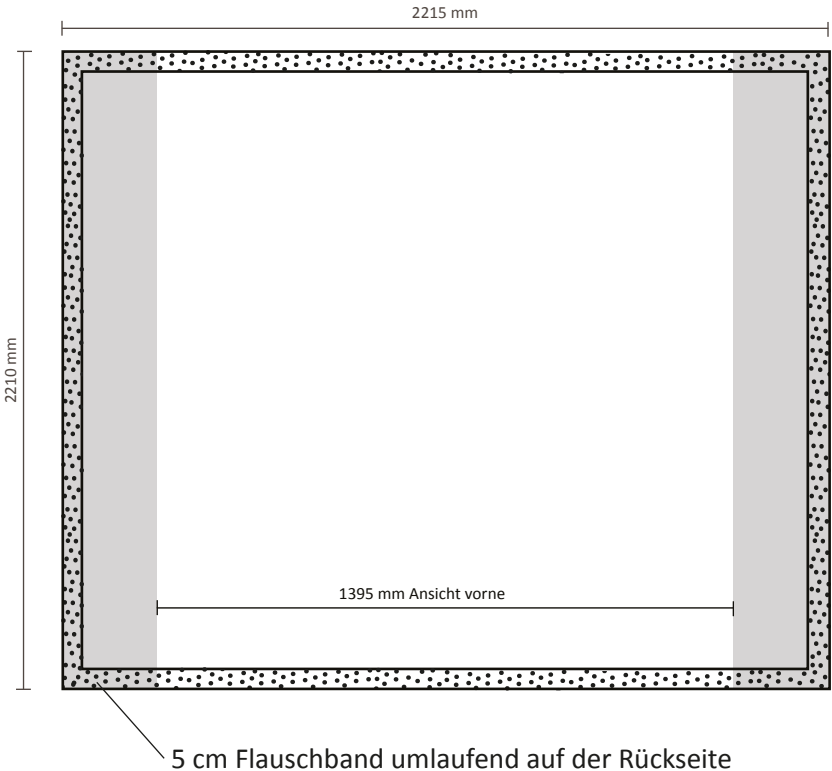 2215 mm
2210 mm
1395 mm Ansicht vorne
5 cm Flauschband umlaufend auf der Rückseite